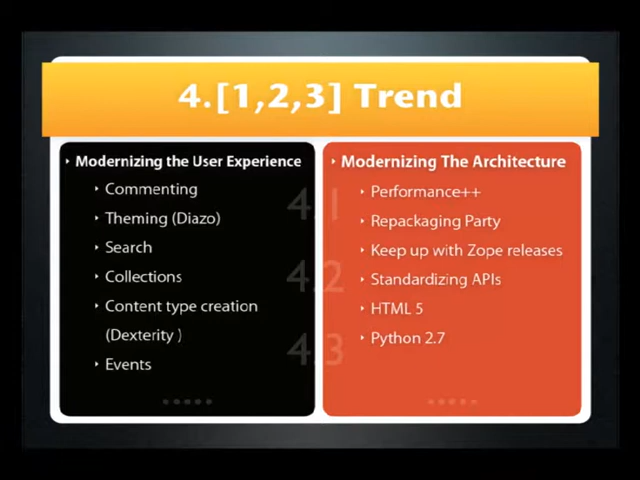 4.[1,2,3] Trend
Modernizing the User Experience
Commenting
Theming (Diazo)
Search
Collections
Content type creation
(Dexterity )
Events
Modernizing The Architecture
Performance++
Repackaging Party
Keep up with Zope releases
Standardizing APIs
HTML 5
Python 2.7
4.1
4.2
4.3